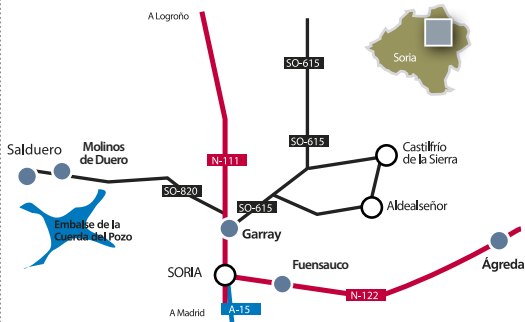 A Logroño
SO-615
Soria
SO-615
Castilfrío
de la Sierra
Salduero
Molinos
de Duero
N-111
SO-820
SO-615
Aldealseñor
Embalse de la
Cuerda del Pozo
Garray
SORIA
Fuensauco
Ágreda
N-122
A Madrid
A-15